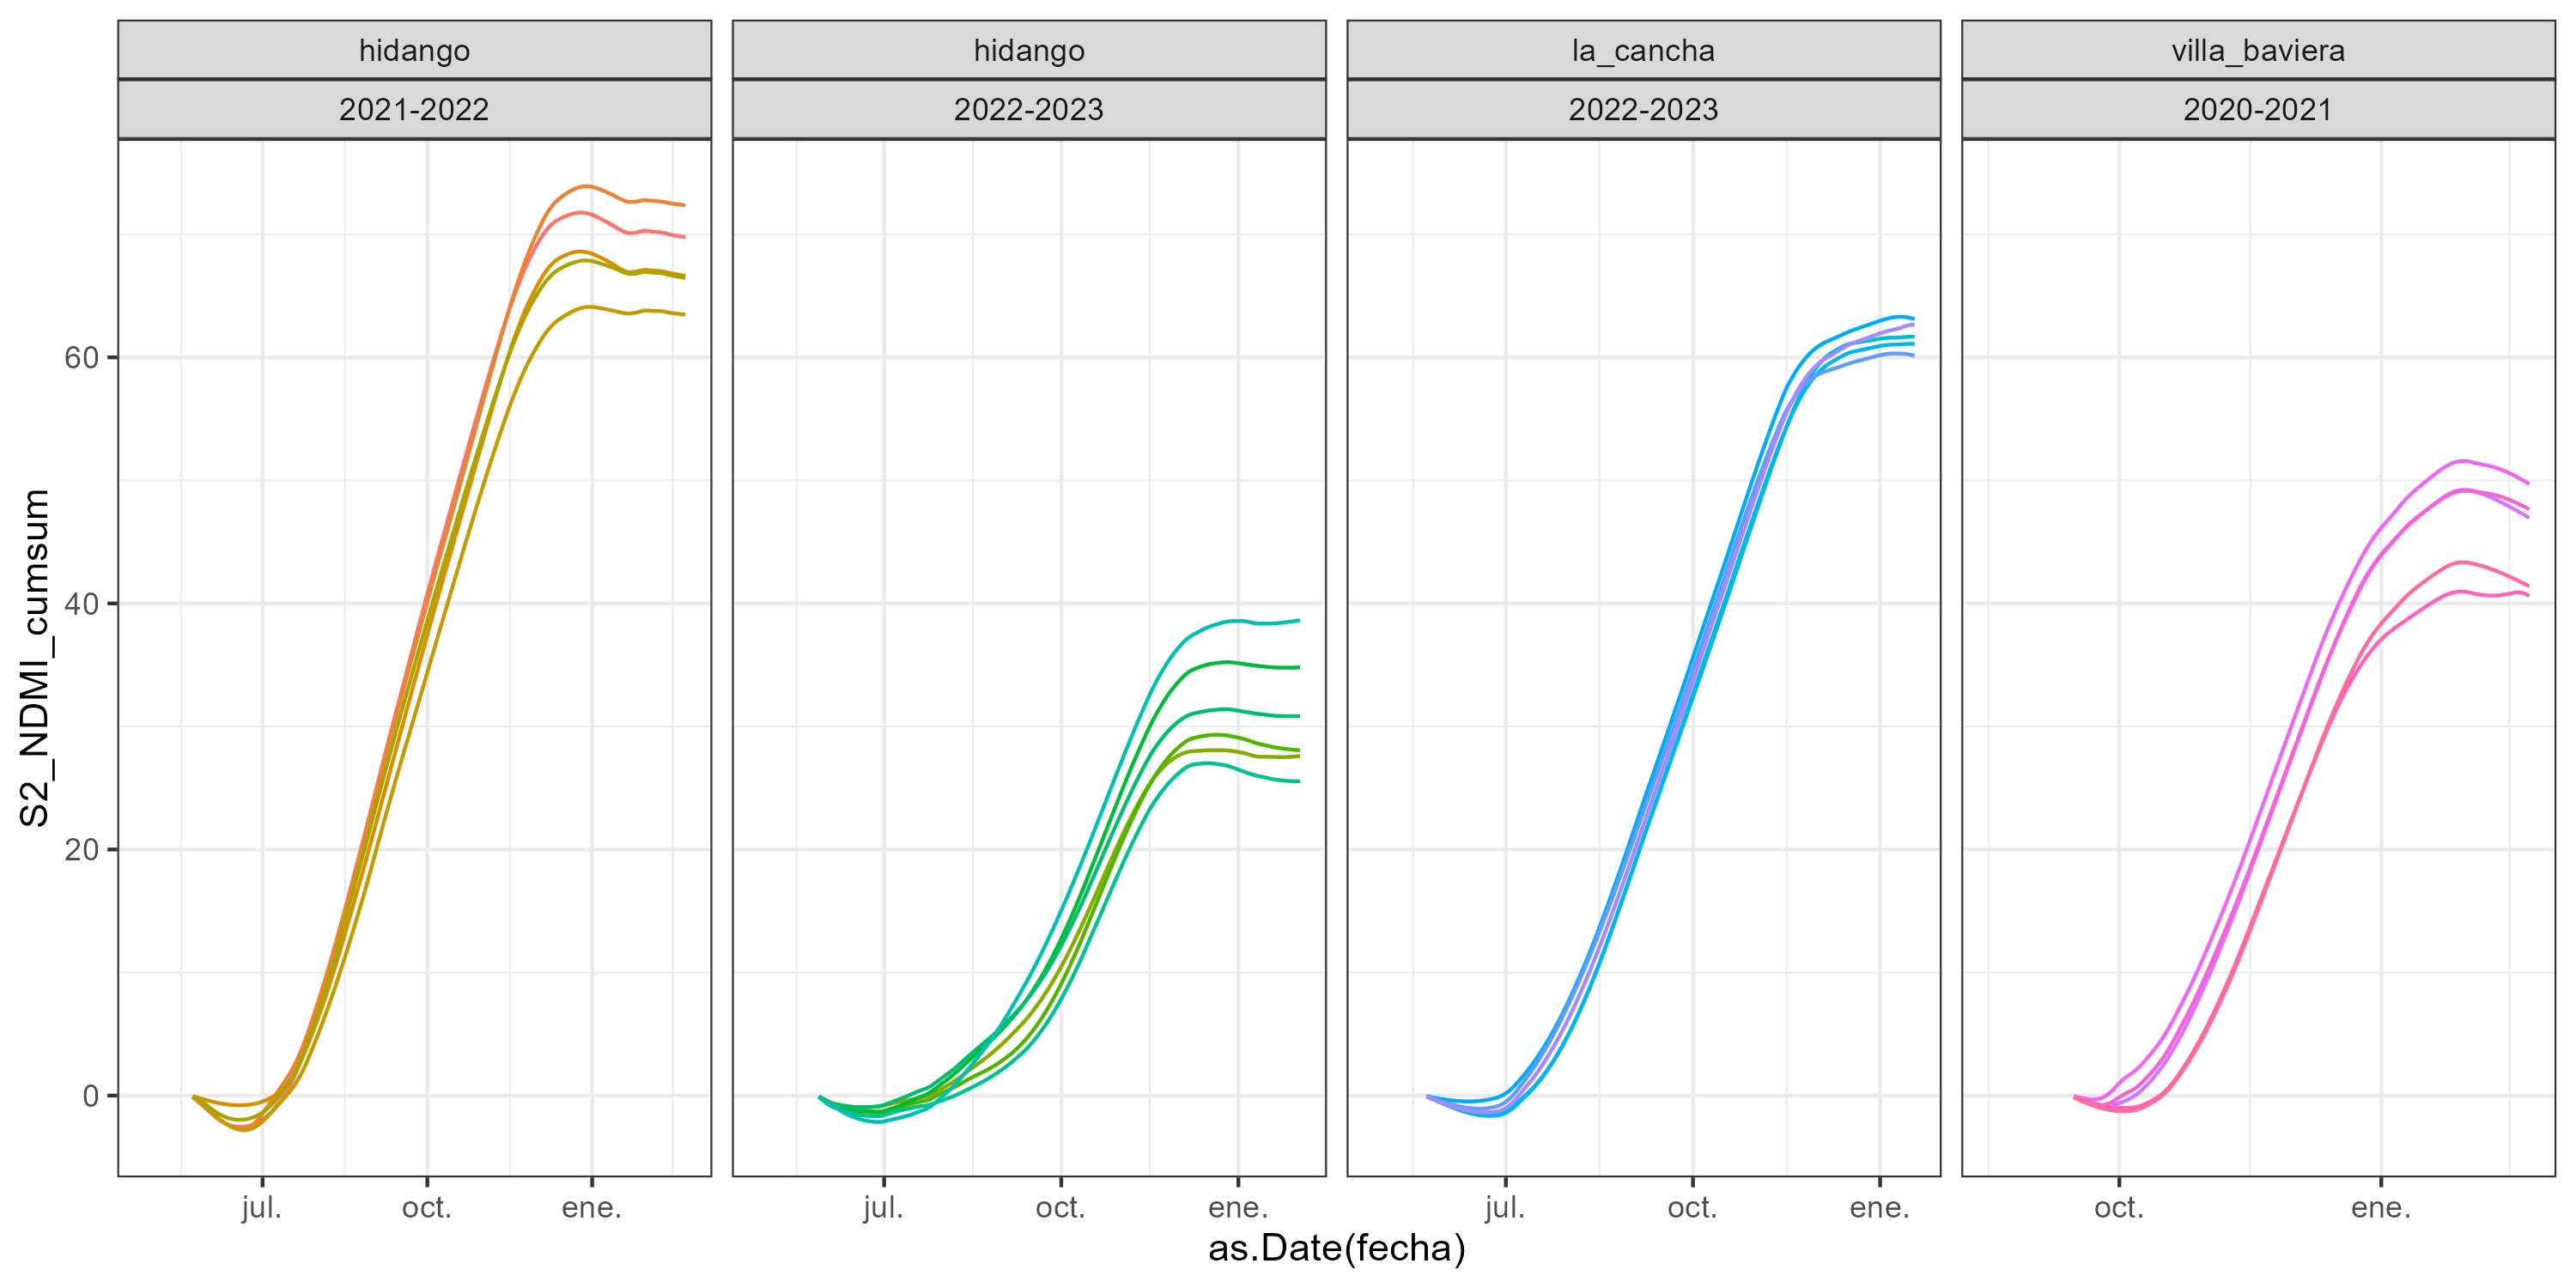 hidango
hidango
la_cancha
villa_baviera
2021-2022
2022-2023
2022-2023
2020-2021
S2_NDMI_cumsum
60
40
20
0
jul.
oct.
ene.
jul.
oct.
ene.
jul.
oct.
ene.
oct.
ene.
as.Date(fecha)